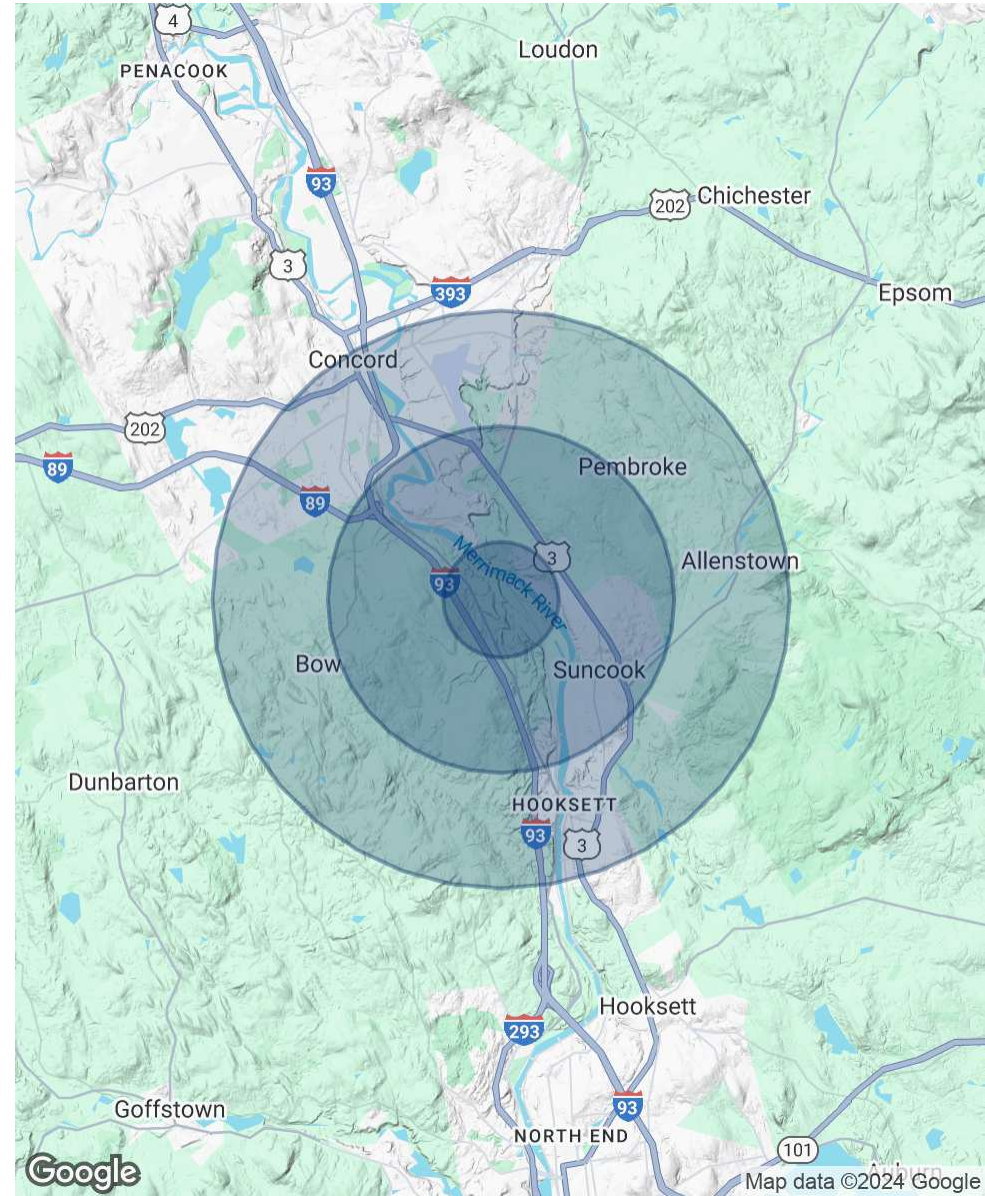 4
Loudon
PENACOOK
93
Chichester
202
3
393
Epsom
Concord
202
89
Pembroke
89
3
Allenstown
Merrimack River
93
Bow
Suncook
Dunbarton
HOOKSETT
93
3
Hooksett
293
93
Goffstown
NORTH END
101
Auburn
Google
Map data ©2024 Google